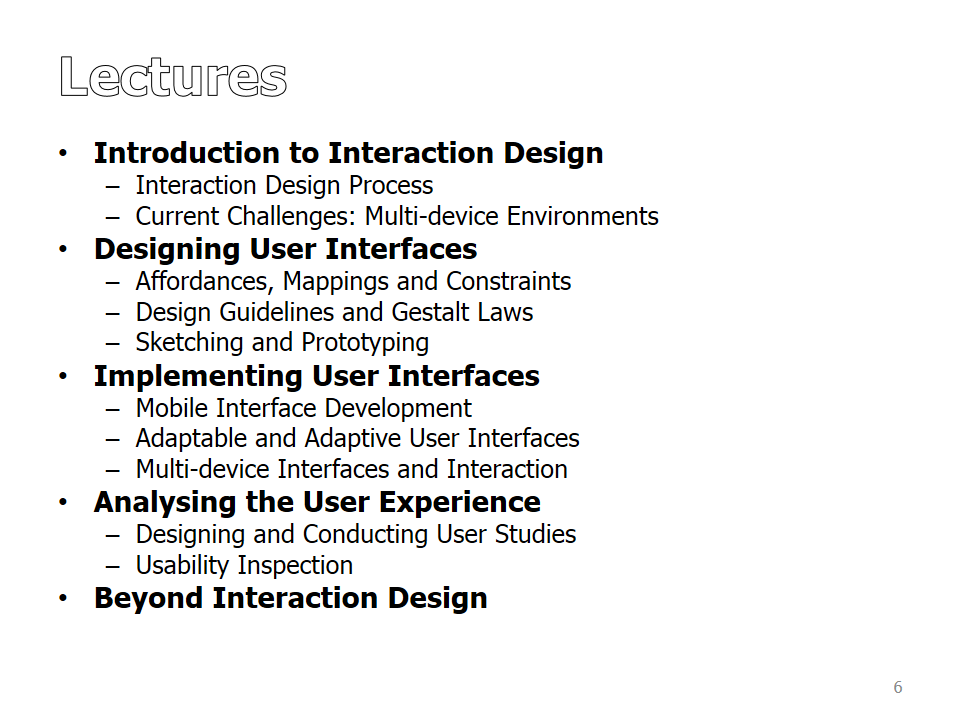 Lectures
• Introduction to Interaction Design
– Interaction Design Process
– Current Challenges: Multi-device Environments
• Designing User Interfaces
– Affordances, Mappings and Constraints
– Design Guidelines and Gestalt Laws
– Sketching and Prototyping
• Implementing User Interfaces
– Mobile Interface Development
– Adaptable and Adaptive User Interfaces
– Multi-device Interfaces and Interaction
• Analysing the User Experience
– Designing and Conducting User Studies
– Usability Inspection
• Beyond Interaction Design
6